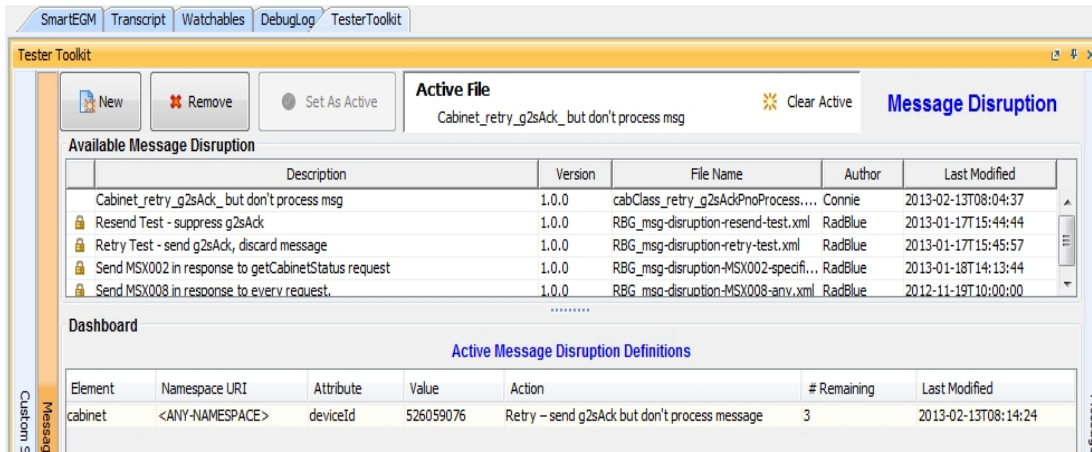 SmartEGM Transcript Watchables DebugLog TesterToolkit
Tester Toolkit
New Remove Set As Active
Active File
Cabinet_retry_g2sAck_ but don't process msg
Clear Active
Message Disruption
Available Message Disruption
Description Version File Name Author Last Modified
Cabinet_retry_g2sAck_ but don't process msg 1.0.0 cabClass_retry_g2sAckPnoProcess.... Connie 2013-02-13T08:04:37
Resend Test - suppress g2sAck 1.0.0 RBG_msg-disruption-resend-test.xml RadBlue 2013-01-17T15:44:44
Retry Test - send g2sAck, discard message 1.0.0 RBG_msg-disruption-retry-test.xml RadBlue 2013-01-17T15:45:57
Send MSX002 in response to getCabinetStatus request 1.0.0 RBG_msg-disruption-MSX002-specifi... RadBlue 2013-01-18T14:13:44
Send MSX008 in response to every request. 1.0.0 RBG_msg-disruption-MSX008-any.xml RadBlue 2012-11-19T10:00:00
Dashboard
Active Message Disruption Definitions
Element Namespace URI Attribute Value Action # Remaining Last Modified
cabinet <ANY-NAMESPACE> deviceId 526059076 Retry – send g2sAck but don't process message 3 2013-02-13T08:14:24
Custom S
Messag